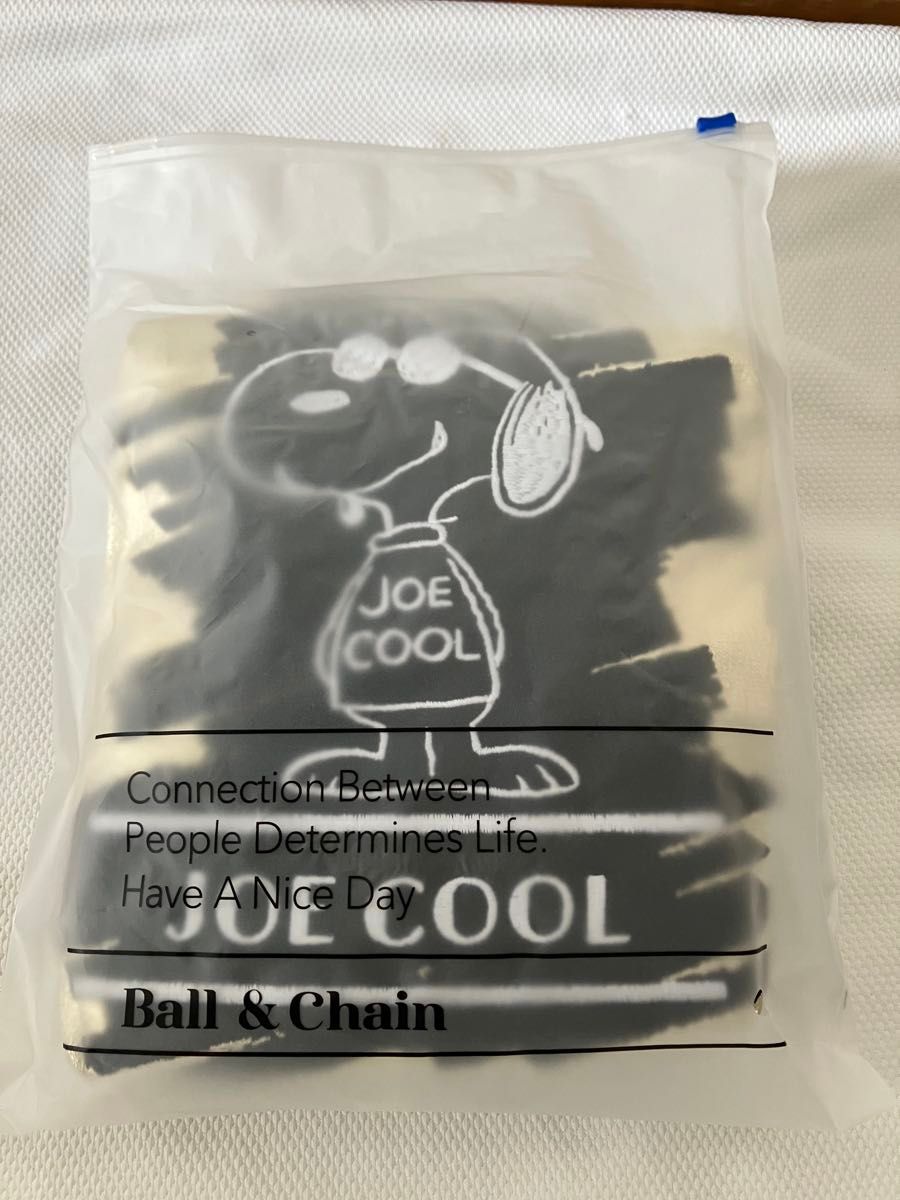 JOE
COOL
Connection Between
People Determines Life.
Have A Nice Day
JOE COOL
Ball & Chain